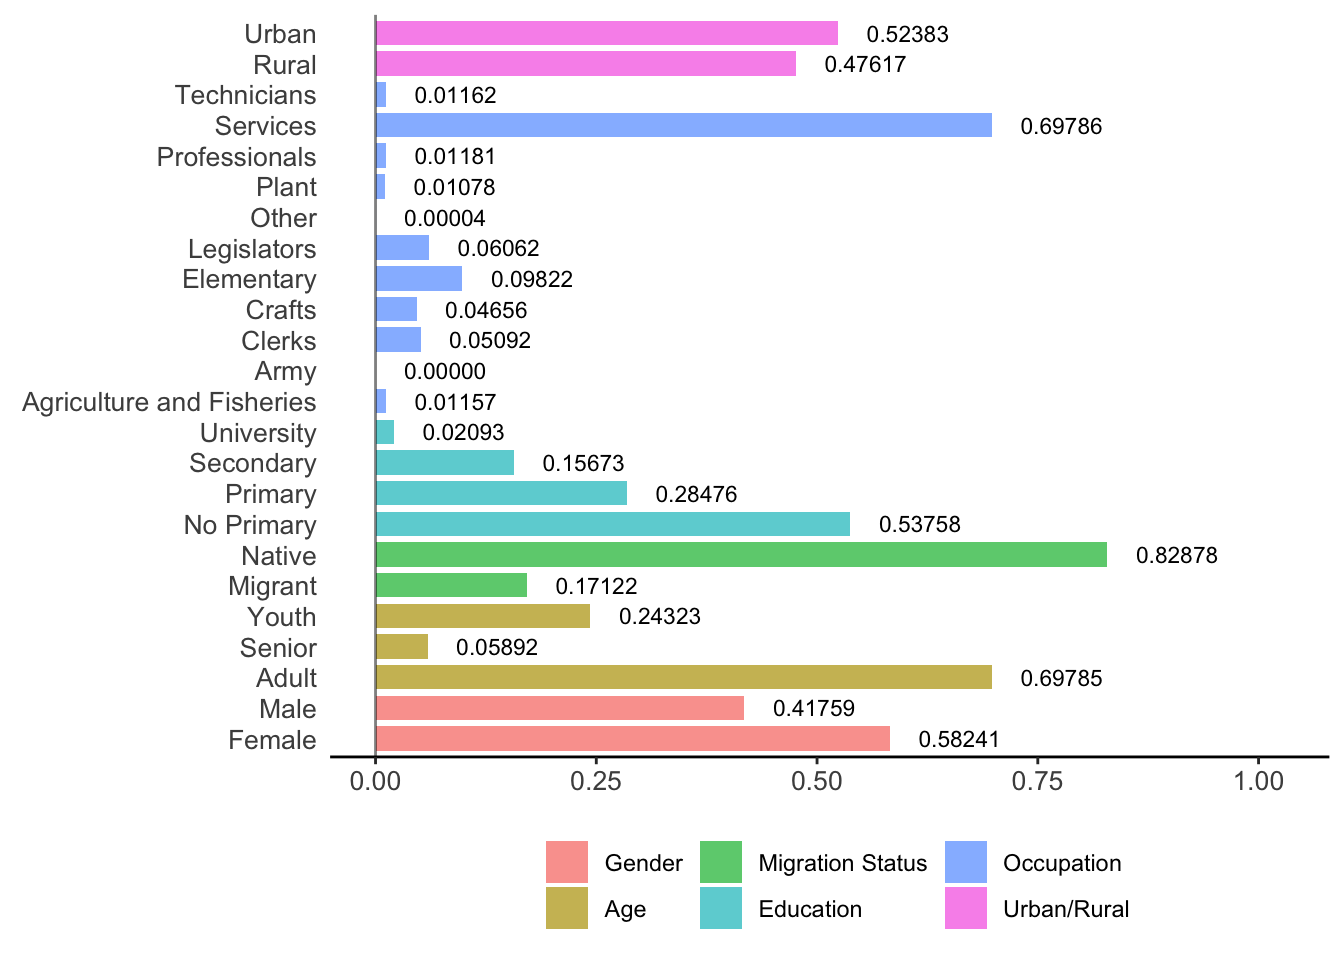 Urban 0.52383
Rural 0.47617
Technicians 0.01162
Services 0.69786
Professionals 0.01181
Plant 0.01078
Other 0.00004
Legislators 0.06062
Elementary 0.09822
Crafts 0.04656
Clerks 0.05092
Army 0.00000
Agriculture and Fisheries 0.01157
University 0.02093
Secondary 0.15673
Primary 0.28476
No Primary 0.53758
Native 0.82878
Migrant 0.17122
Youth 0.24323
Senior 0.05892
Adult 0.69785
Male 0.41759
Female 0.58241
0.00 0.25 0.50 0.75 1.00
Gender Migration Status Occupation
Age Education Urban/Rural